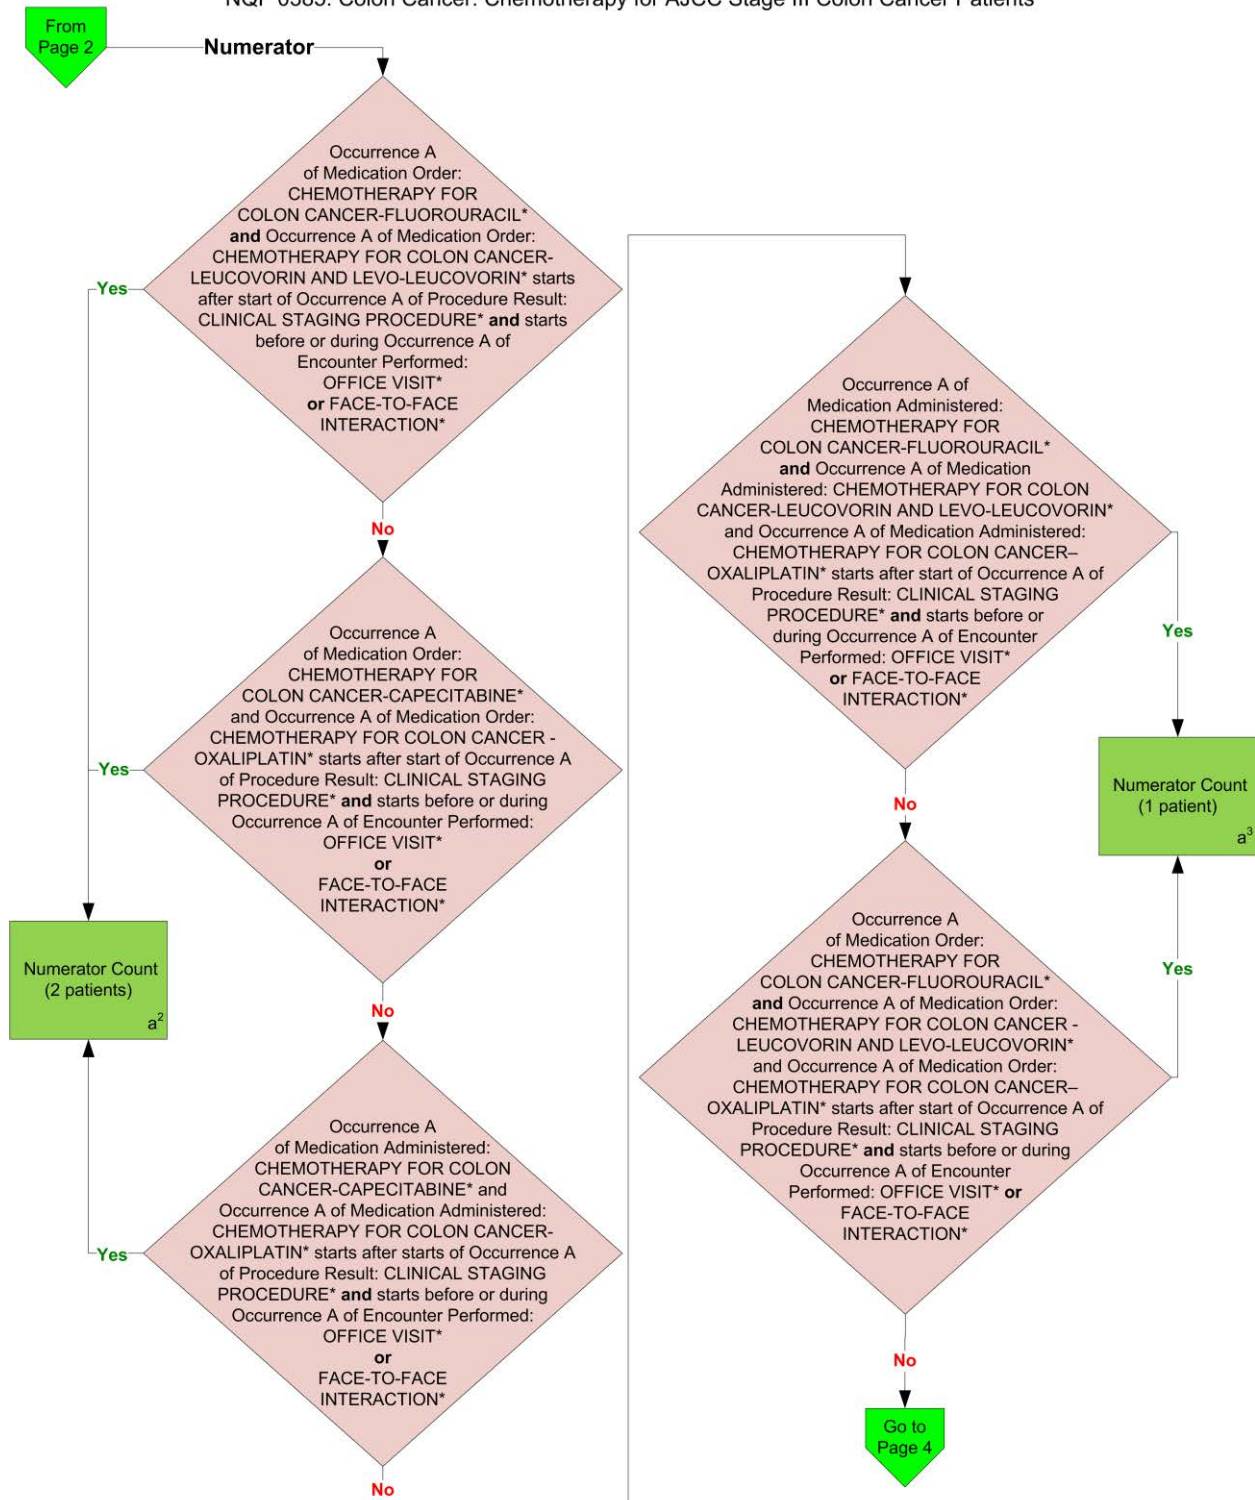 NQF 0385: Colon Cancer: Chemotherapy for AJCC Stage III Colon Cancer Patients
From
Page 2
Numerator
Occurrence A
of Medication Order:
CHEMOTHERAPY FOR
COLON CANCER-FLUOROURACIL*
and Occurrence A of Medication Order:
CHEMOTHERAPY FOR COLON CANCER-
LEUCOVORIN AND LEVO-LEUCOVORIN* starts
after start of Occurrence A of Procedure Result:
CLINICAL STAGING PROCEDURE* and starts
before or during Occurrence A of
Encounter Performed:
OFFICE VISIT*
or FACE-TO-FACE
INTERACTION*
Yes
No
Occurrence A
of Medication Order:
CHEMOTHERAPY FOR
COLON CANCER-CAPECITABINE*
and Occurrence A of Medication Order:
CHEMOTHERAPY FOR COLON CANCER -
OXALIPLATIN* starts after start of Occurrence A
of Procedure Result: CLINICAL STAGING
PROCEDURE* and starts before or during
Occurrence A of Encounter Performed:
OFFICE VISIT*
or
FACE-TO-FACE
INTERACTION*
Yes
No
Numerator Count
(2 patients)
a²
Occurrence A
of Medication Administered:
CHEMOTHERAPY FOR COLON
CANCER-CAPECITABINE* and
Occurrence A of Medication Administered:
CHEMOTHERAPY FOR COLON CANCER-
OXALIPLATIN* starts after starts of Occurrence A
of Procedure Result: CLINICAL STAGING
PROCEDURE* and starts before or during
Occurrence A of Encounter Performed:
OFFICE VISIT*
or
FACE-TO-FACE
INTERACTION*
Yes
No
Occurrence A of
Medication Administered:
CHEMOTHERAPY FOR
COLON CANCER-FLUOROURACIL*
and Occurrence A of Medication
Administered: CHEMOTHERAPY FOR COLON
CANCER-LEUCOVORIN AND LEVO-LEUCOVORIN*
and Occurrence A of Medication Administered:
CHEMOTHERAPY FOR COLON CANCER–
OXALIPLATIN* starts after start of Occurrence A of
Procedure Result: CLINICAL STAGING
PROCEDURE* and starts before or
during Occurrence A of Encounter
Performed: OFFICE VISIT*
or FACE-TO-FACE
INTERACTION*
Yes
No
Numerator Count
(1 patient)
a³
Occurrence A
of Medication Order:
CHEMOTHERAPY FOR
COLON CANCER-FLUOROURACIL*
and Occurrence A of Medication Order:
CHEMOTHERAPY FOR COLON CANCER -
LEUCOVORIN AND LEVO-LEUCOVORIN*
and Occurrence A of Medication Order:
CHEMOTHERAPY FOR COLON CANCER–
OXALIPLATIN* starts after start of Occurrence A of
Procedure Result: CLINICAL STAGING
PROCEDURE* and starts before or during
Occurrence A of Encounter
Performed: OFFICE VISIT* or
FACE-TO-FACE
INTERACTION*
Yes
No
Go to
Page 4